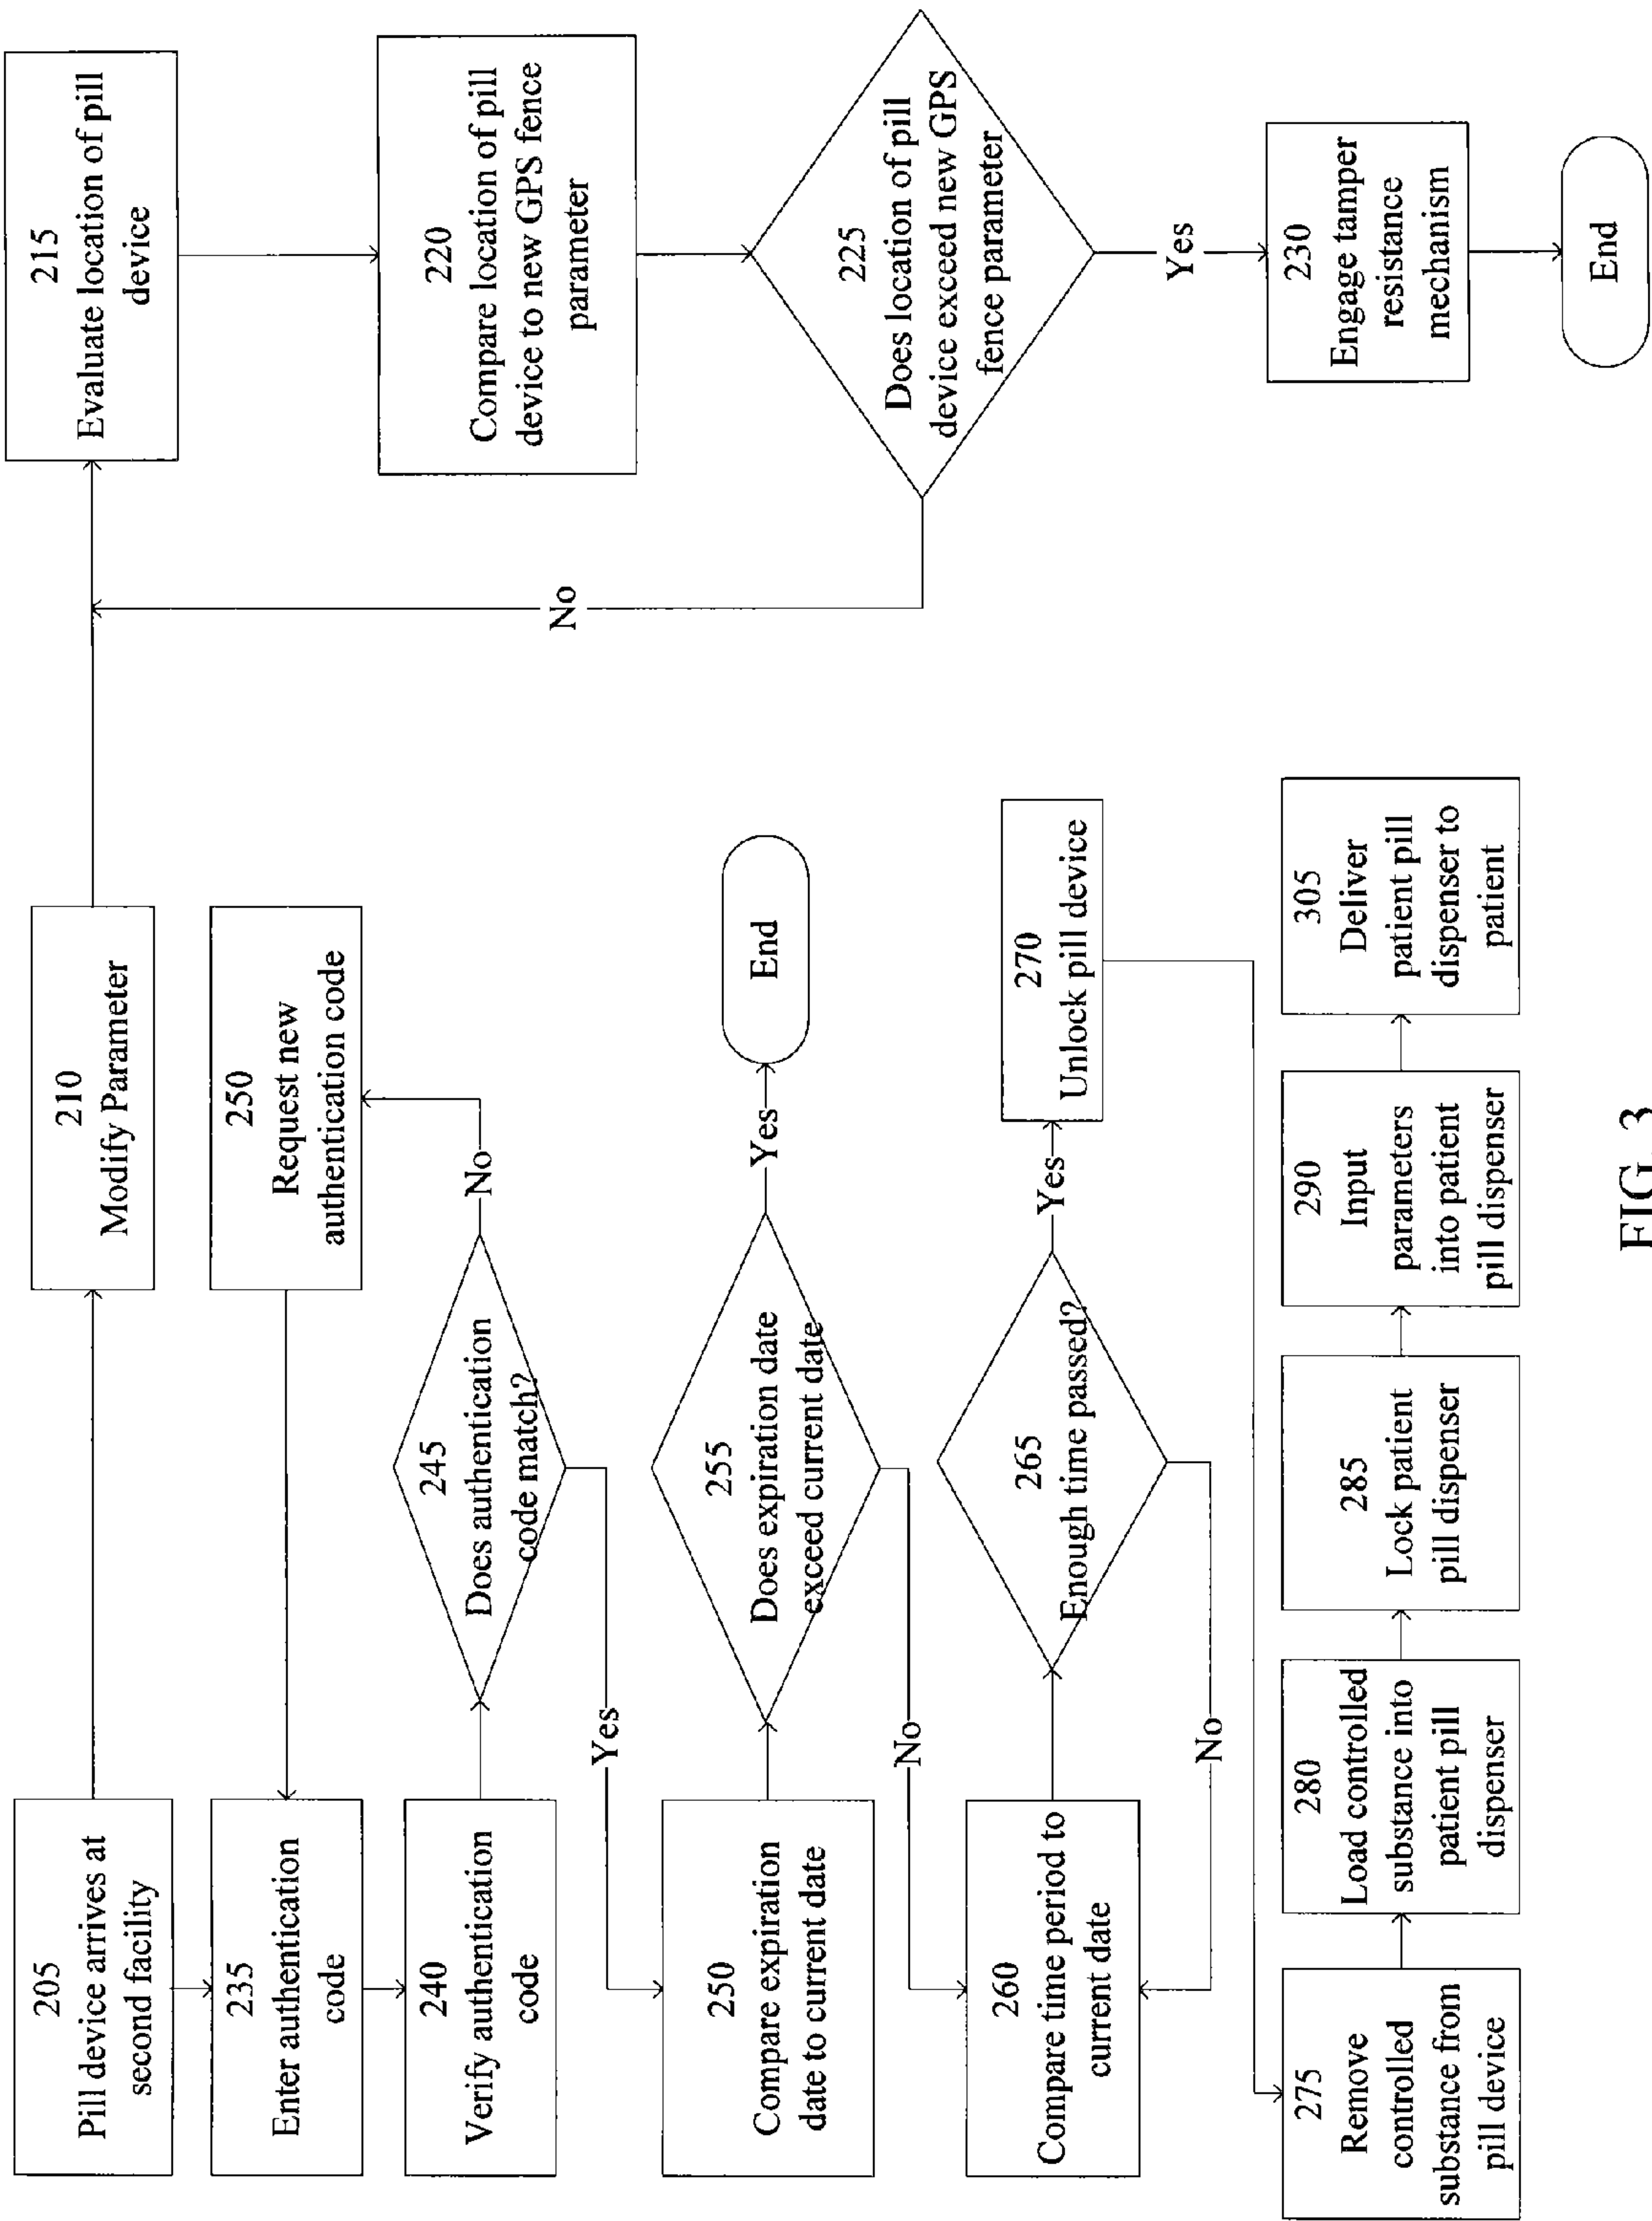 205
Pill device arrives at
second facility
210
Modify Parameter
215
Evaluate location of pill
device
235
Enter authentication
code
250
Request new
authentication code
220
Compare location of pill
device to new GPS fence
parameter
240
Verify authentication
code
245
Does authentication
code match?
No
No
Yes
225
Does location of pill
device exceed new GPS
fence parameter
250
Compare expiration
date to current date
255
Does expiration date
exceed current date
Yes
End
No
Yes
260
Compare time period to
current date
265
Enough time passed?
Yes
270
Unlock pill device
No
230
Engage tamper
resistance
mechanism
End
275
Remove
controlled
substance from
pill device
280
Load controlled
substance into
patient pill
dispenser
285
Lock patient
pill dispenser
290
Input
parameters
into patient
pill dispenser
305
Deliver
patient pill
dispenser to
patient
FIG. 3